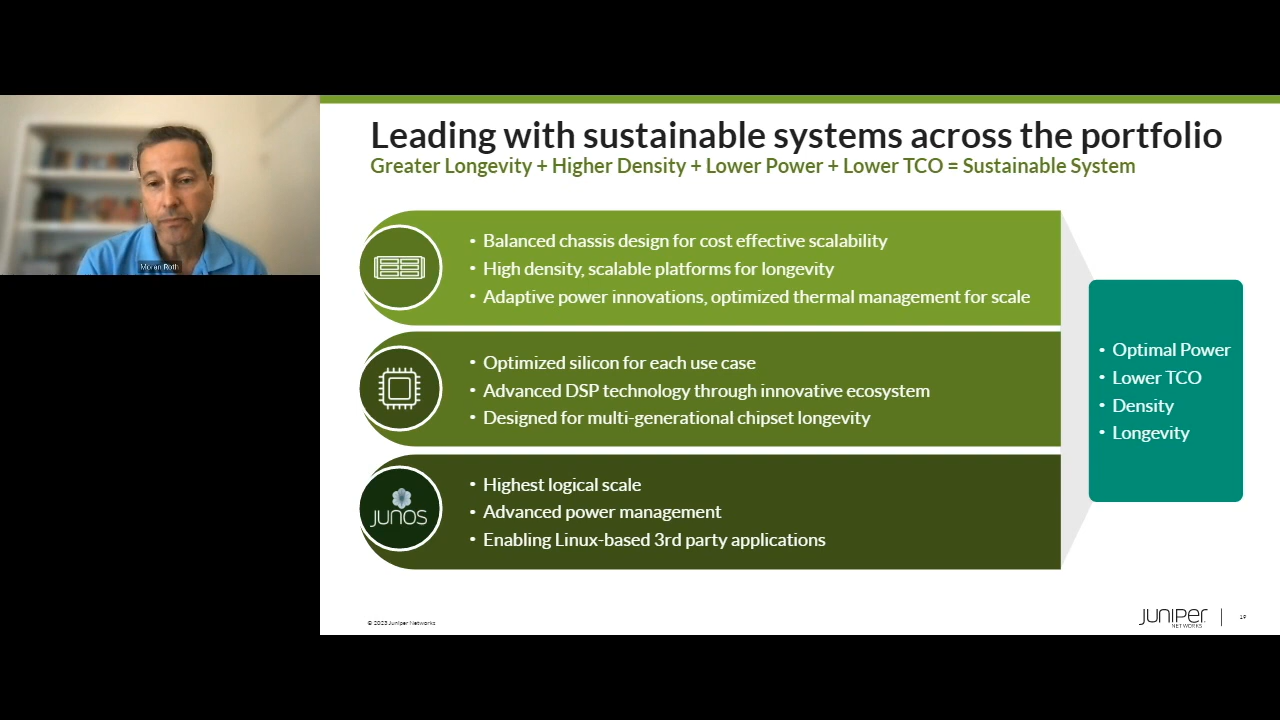 Leading with sustainable systems across the portfolio
Greater Longevity + Higher Density + Lower Power + Lower TCO = Sustainable System
• Balanced chassis design for cost effective scalability
• High density, scalable platforms for longevity
• Adaptive power innovations, optimized thermal management for scale
• Optimized silicon for each use case
• Advanced DSP technology through innovative ecosystem
• Designed for multi-generational chipset longevity
JUNOS
• Highest logical scale
• Advanced power management
• Enabling Linux-based 3rd party applications
• Optimal Power
• Lower TCO
• Density
• Longevity
Moran Roth
© 2023 Juniper Networks
JUNIPER
NETWORKS
19